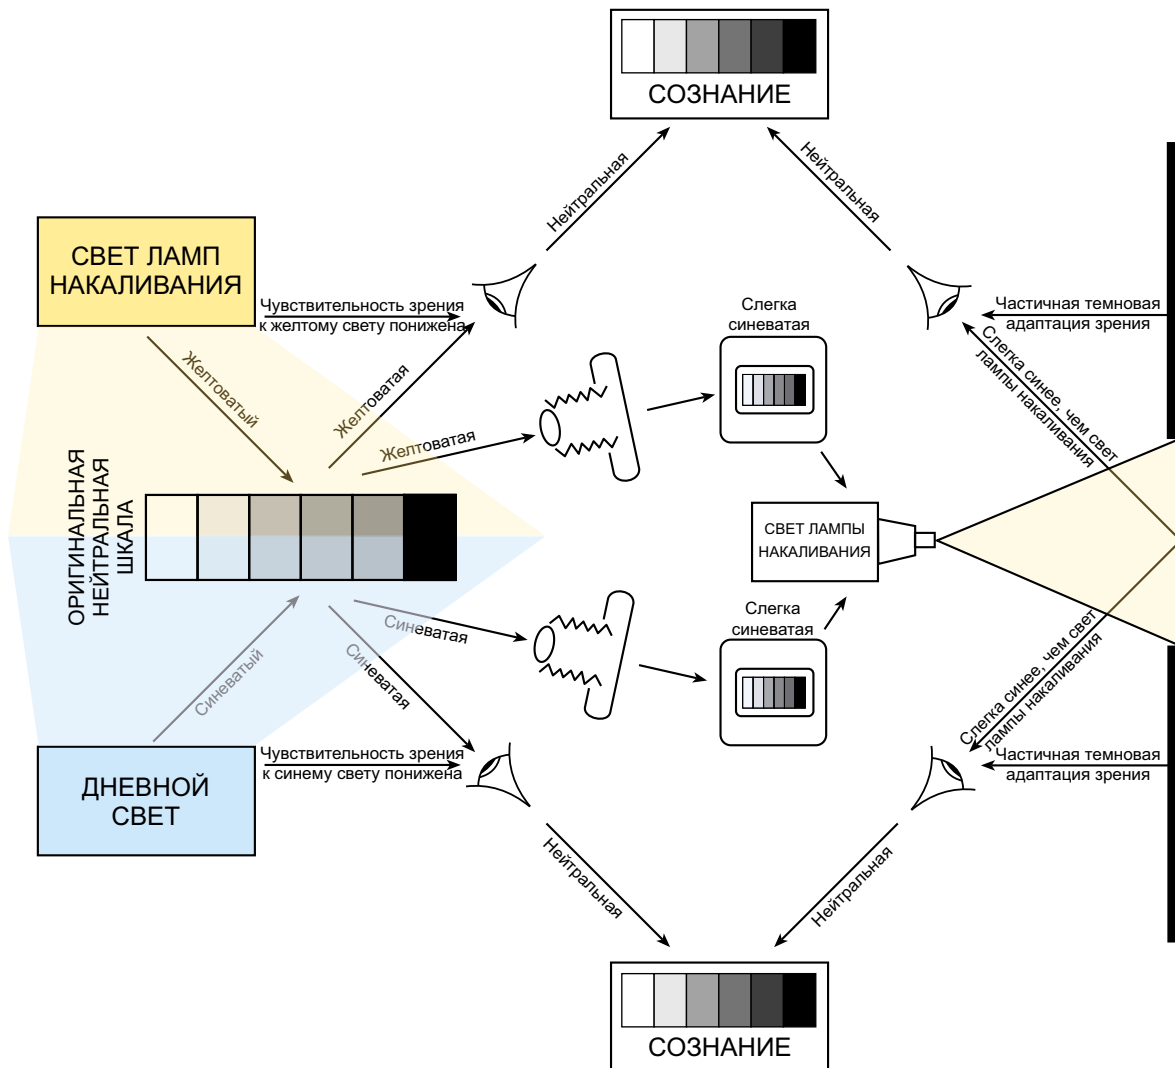 СОЗНАНИЕ
Нейтральная
Нейтральная
СВЕТ ЛАМП
НАКАЛИВАНИЯ
Чувствительность зрения
к желтому свету понижена
Слегка
синеватая
Частичная темновая
адаптация зрения
Желтоватый
Желтоватая
Желтоватая
Слегка синее, чем свет
лампы накаливания
ОРИГИНАЛЬНАЯ
НЕЙТРАЛЬНАЯ
ШКАЛА
СВЕТ ЛАМПЫ
НАКАЛИВАНИЯ
Синеватый
Синеватая
Синеватая
Слегка
синеватая
Слегка синее, чем свет
лампы накаливания
ДНЕВНОЙ
СВЕТ
Чувствительность зрения
к синему свету понижена
Частичная темновая
адаптация зрения
Нейтральная
Нейтральная
СОЗНАНИЕ